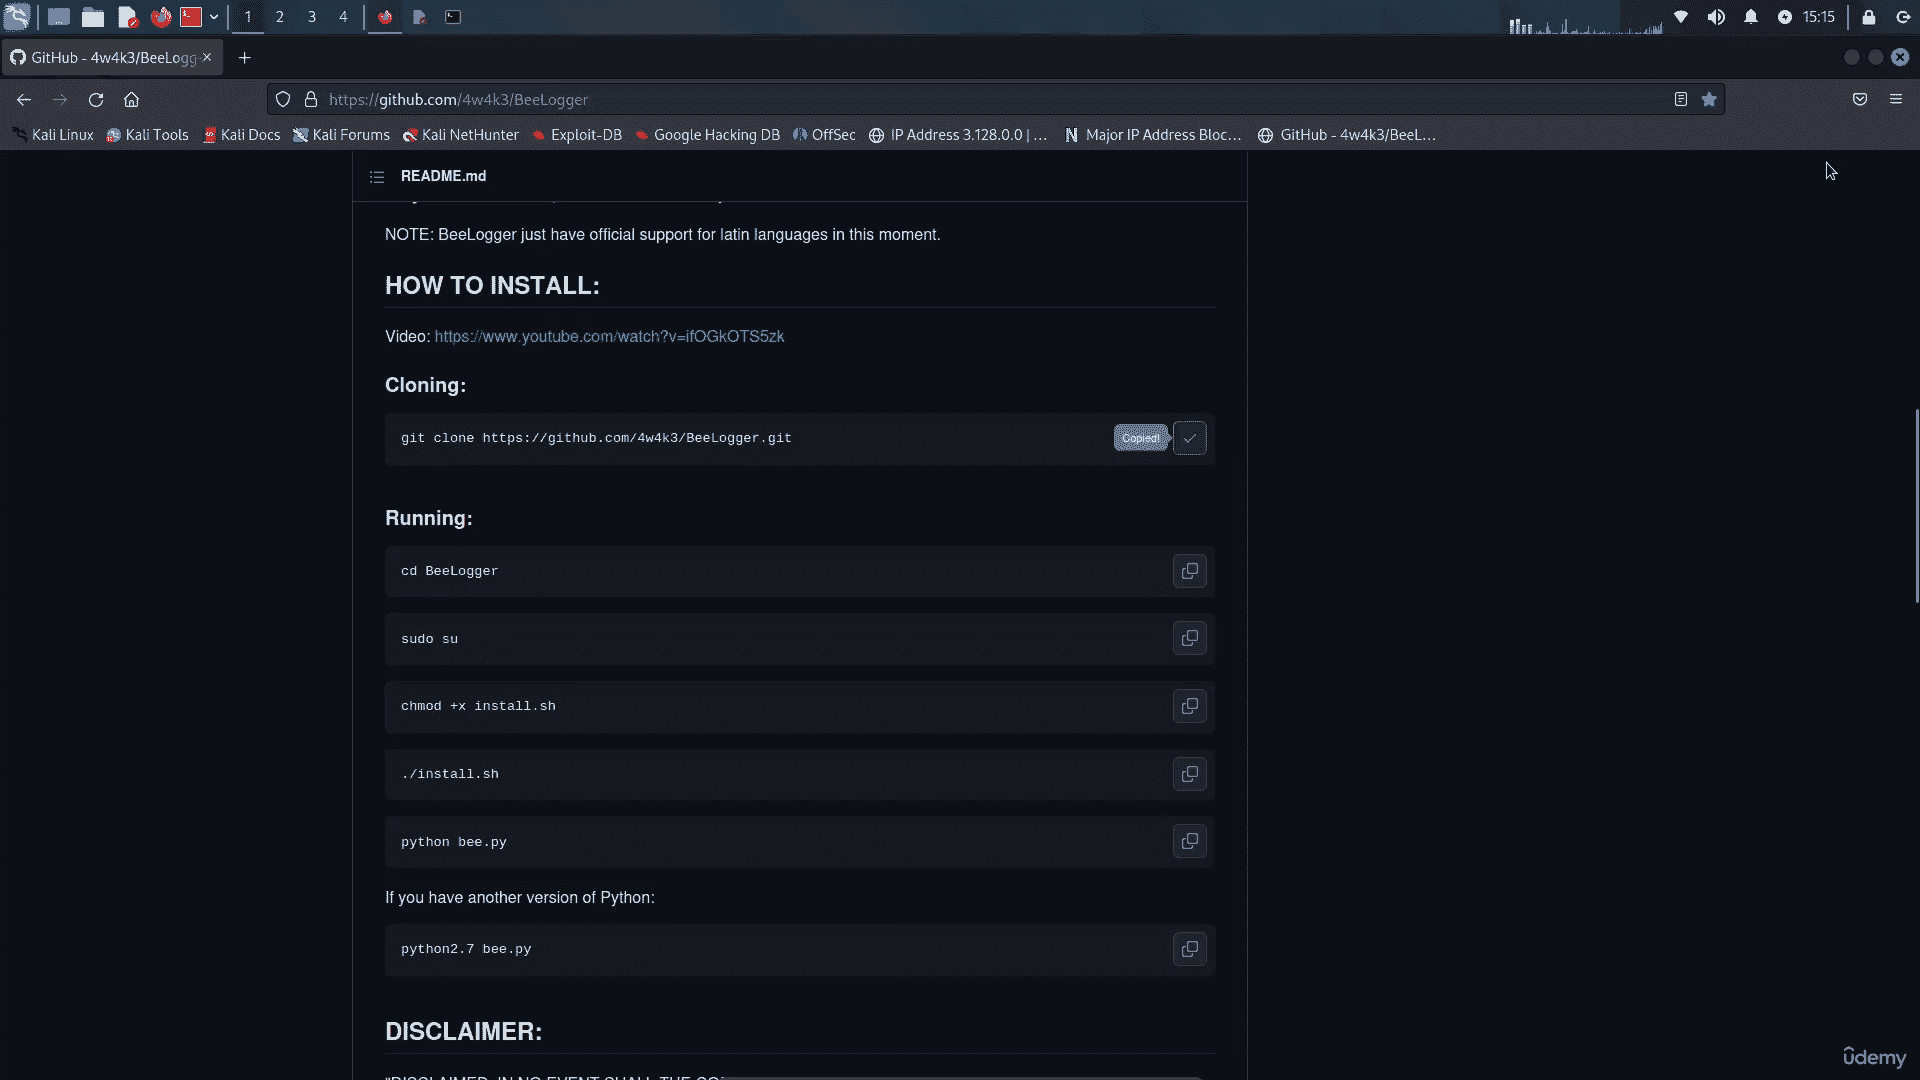 1 2 3 4 15:15
GitHub - 4w4k3/BeeLogg
https://github.com/4w4k3/BeeLogger
Kali Linux Kali Tools Kali Docs Kali Forums Kali NetHunter Exploit-DB Google Hacking DB OffSec IP Address 3.128.0.0 | ... Major IP Address Bloc... GitHub - 4w4k3/BeeL...
README.md
NOTE: BeeLogger just have official support for latin languages in this moment.
HOW TO INSTALL:
Video: https://www.youtube.com/watch?v=ifOGkOTS5zk
Cloning:
git clone https://github.com/4w4k3/BeeLogger.git
Copied!
Running:
cd BeeLogger
sudo su
chmod +x install.sh
./install.sh
python bee.py
If you have another version of Python:
python2.7 bee.py
DISCLAIMER:
ûdemy